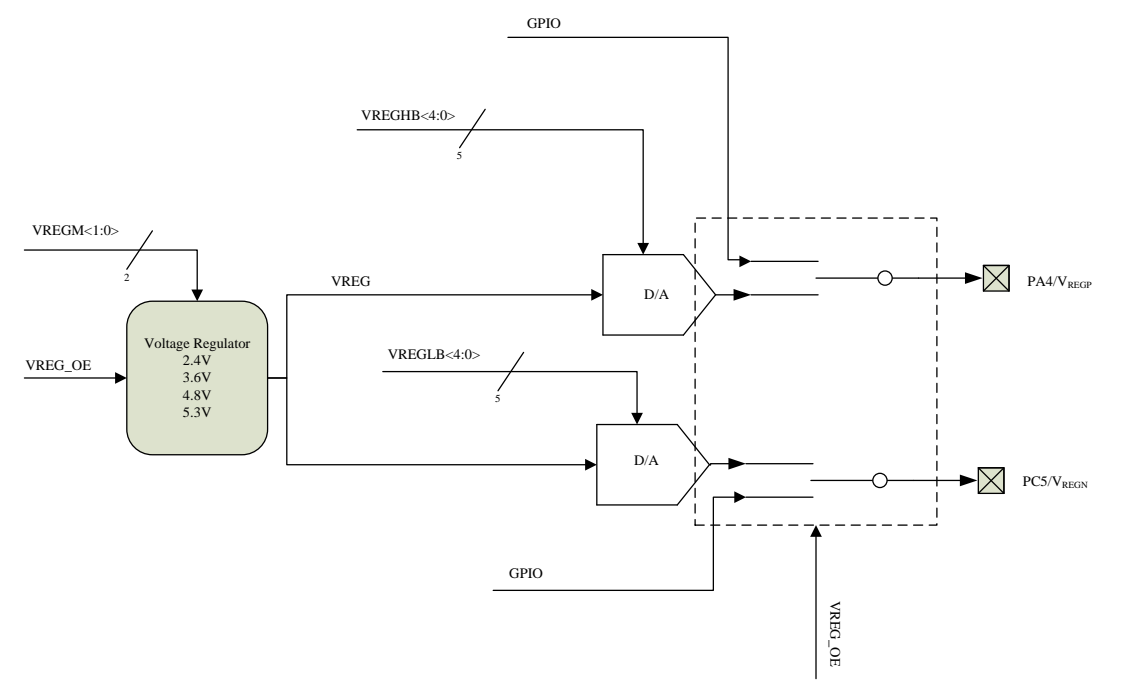 GPIO
VREGHB<4:0>
5
VREGM<1:0>
2
VREG
D/A
PA4/VREGP
Voltage Regulator
2.4V
3.6V
4.8V
5.3V
VREG_OE
VREGLB<4:0>
5
D/A
PC5/VREGN
GPIO
VREG_OE